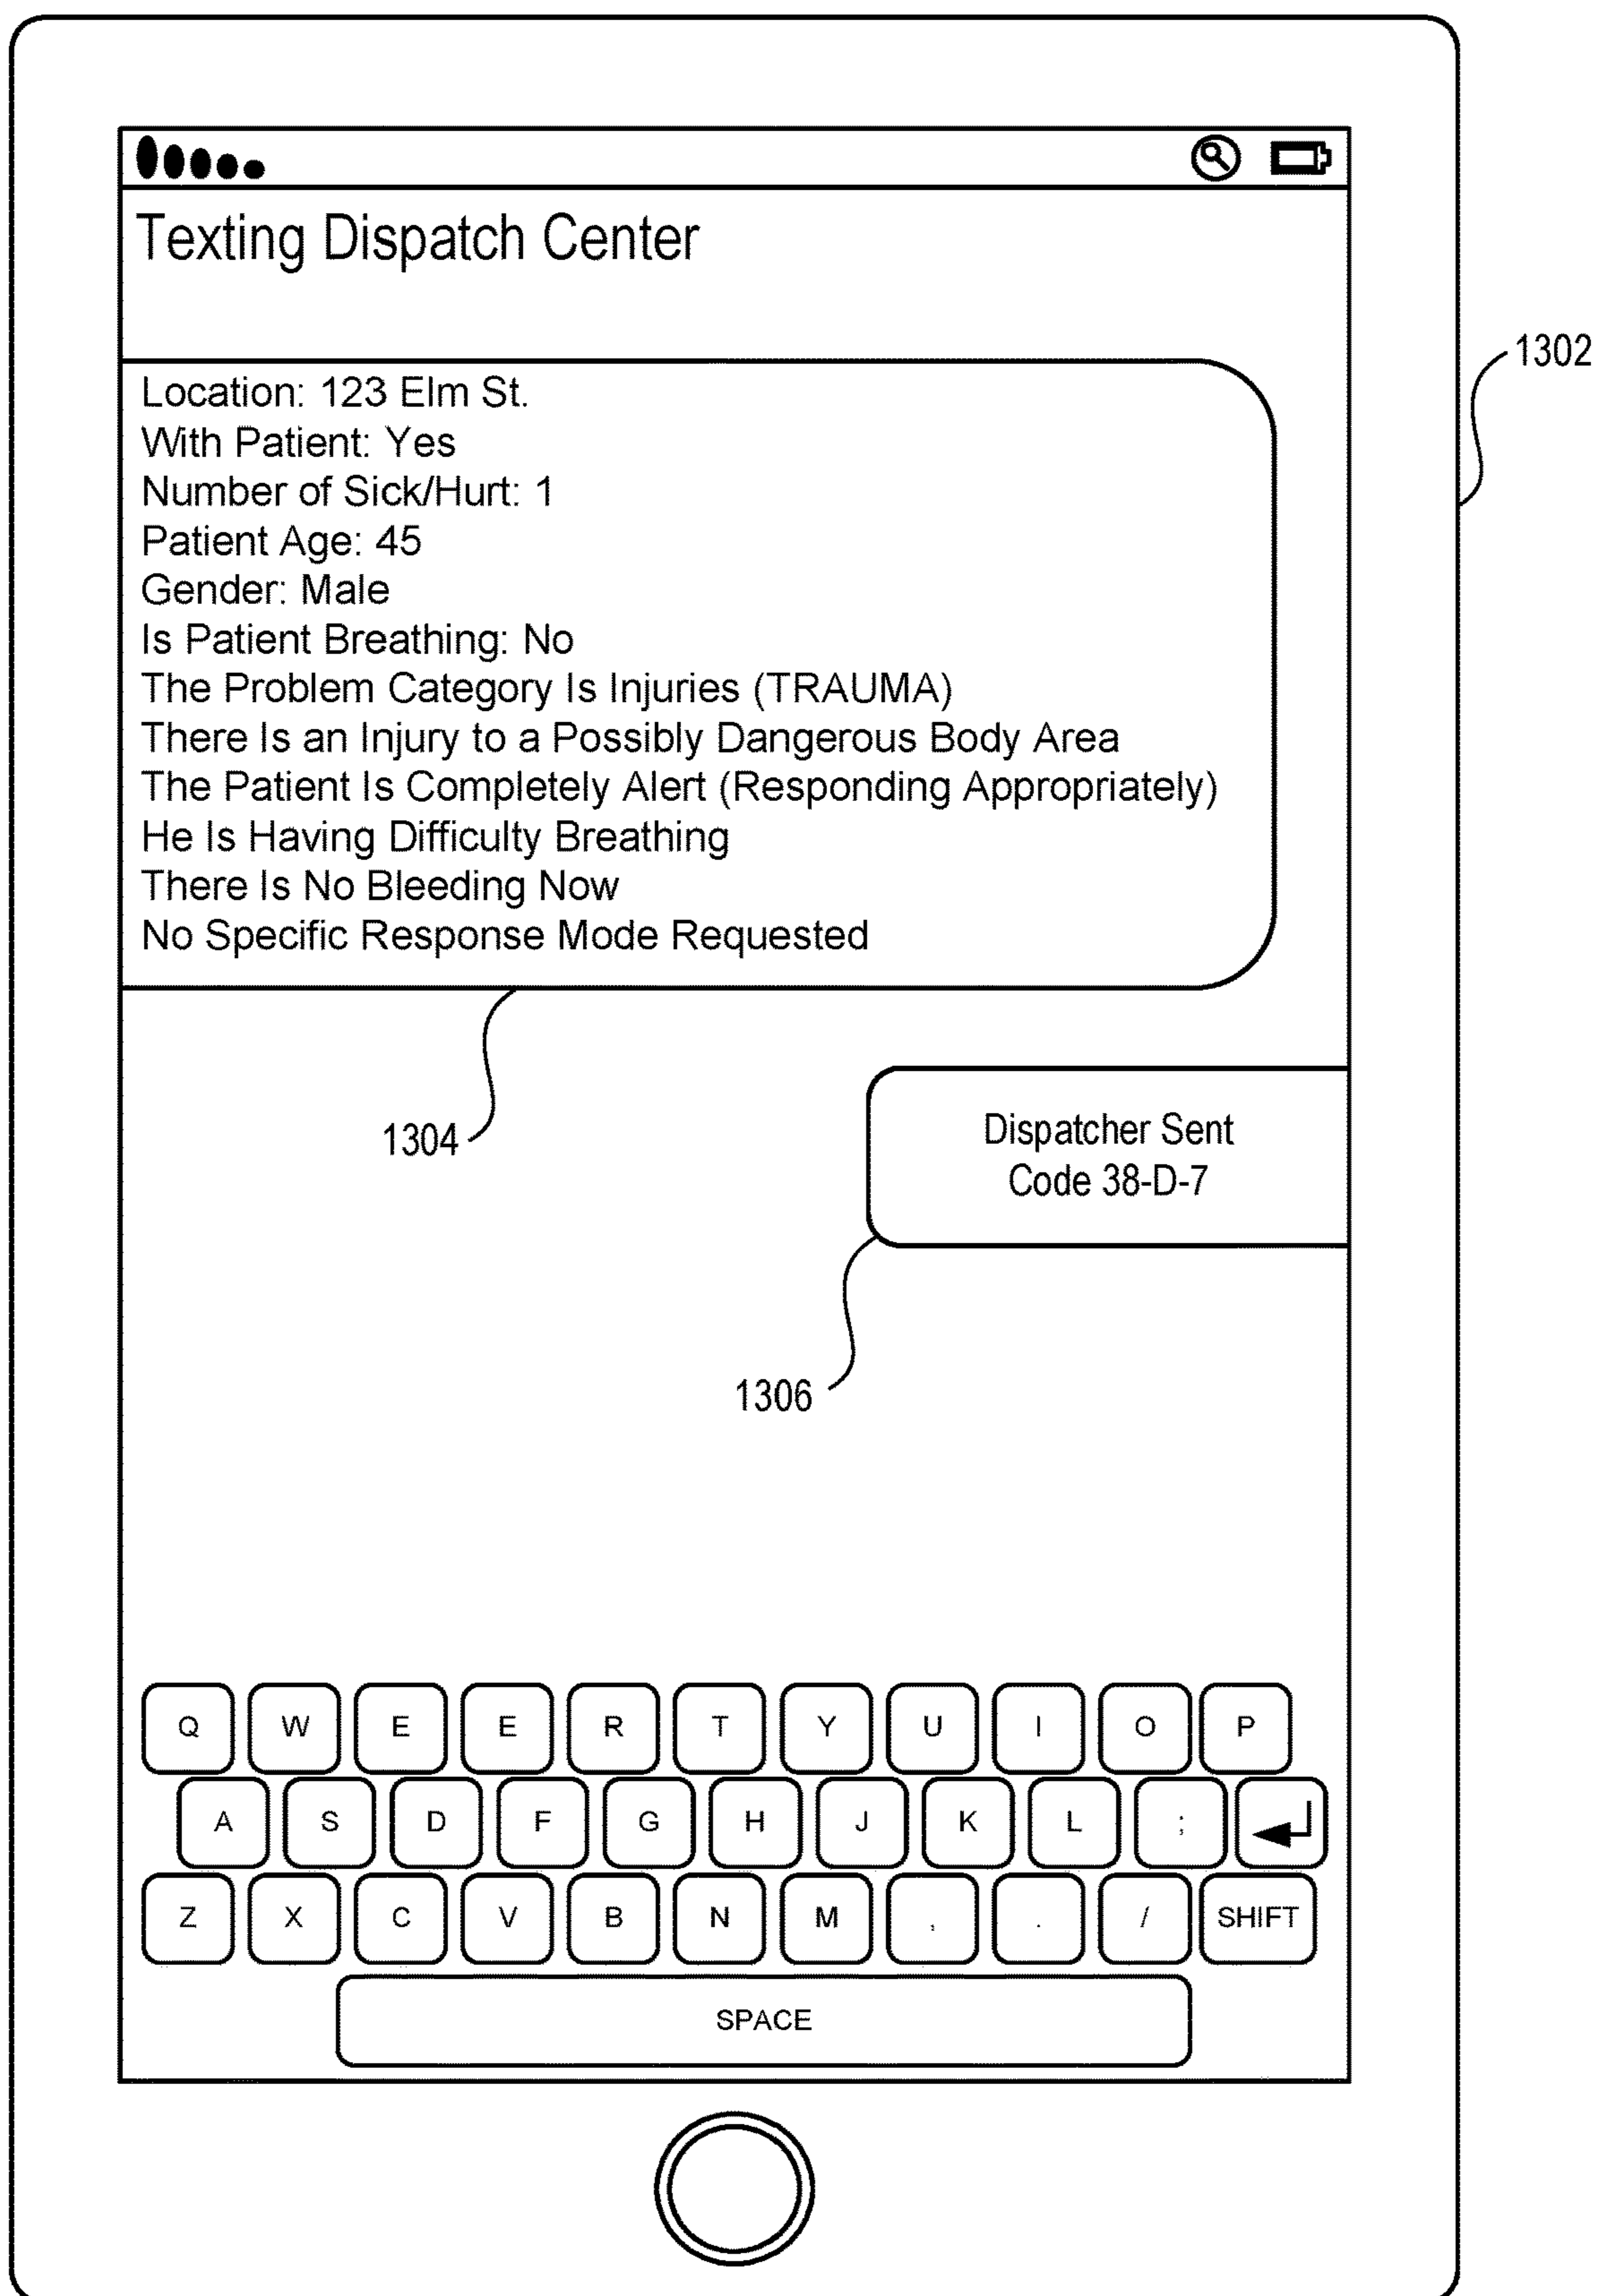 Texting Dispatch Center
1302
Location: 123 Elm St.
With Patient: Yes
Number of Sick/Hurt: 1
Patient Age: 45
Gender: Male
Is Patient Breathing: No
The Problem Category Is Injuries (TRAUMA)
There Is an Injury to a Possibly Dangerous Body Area
The Patient Is Completely Alert (Responding Appropriately)
He Is Having Difficulty Breathing
There Is No Bleeding Now
No Specific Response Mode Requested
1304
Dispatcher Sent
Code 38-D-7
1306
Q W E E R T Y U I O P
A S D F G H J K L ;
Z X C V B N M , . / SHIFT
SPACE